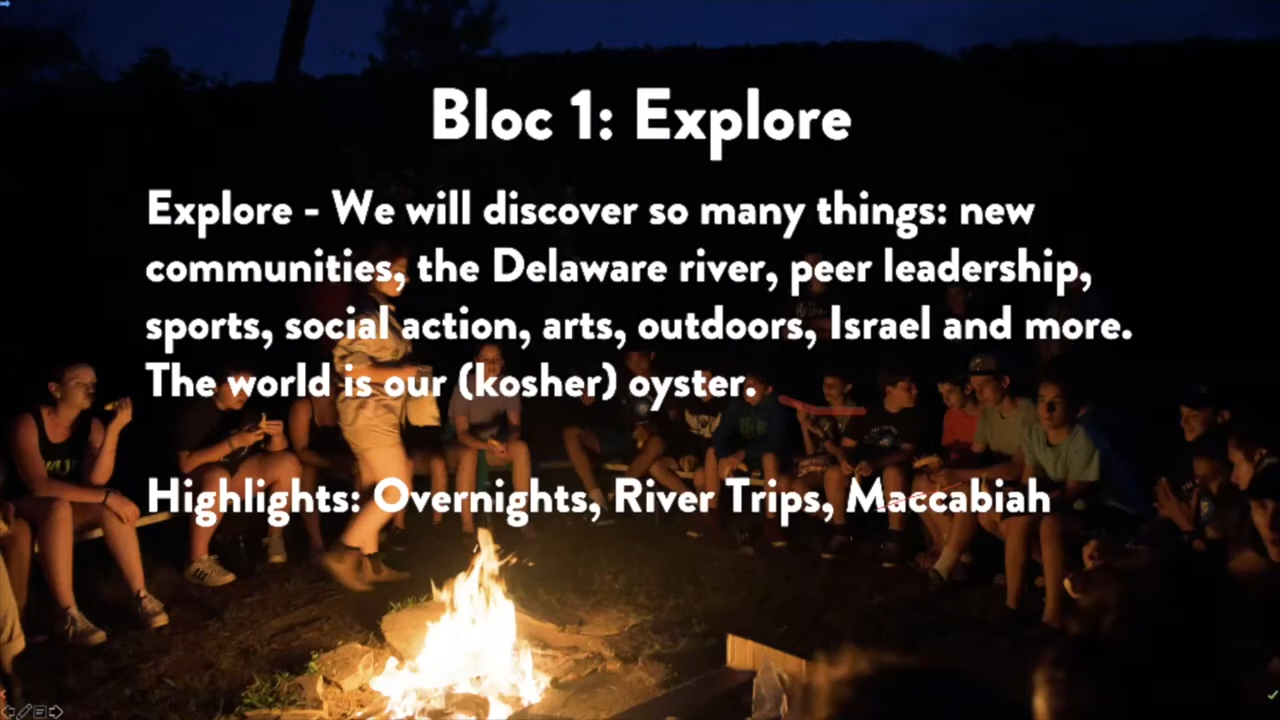 Bloc 1: Explore
Explore - We will discover so many things: new
communities, the Delaware river, peer leadership,
sports, social action, arts, outdoors, Israel and more.
The world is our (kosher) oyster.
Highlights: Overnights, River Trips, Maccabiah